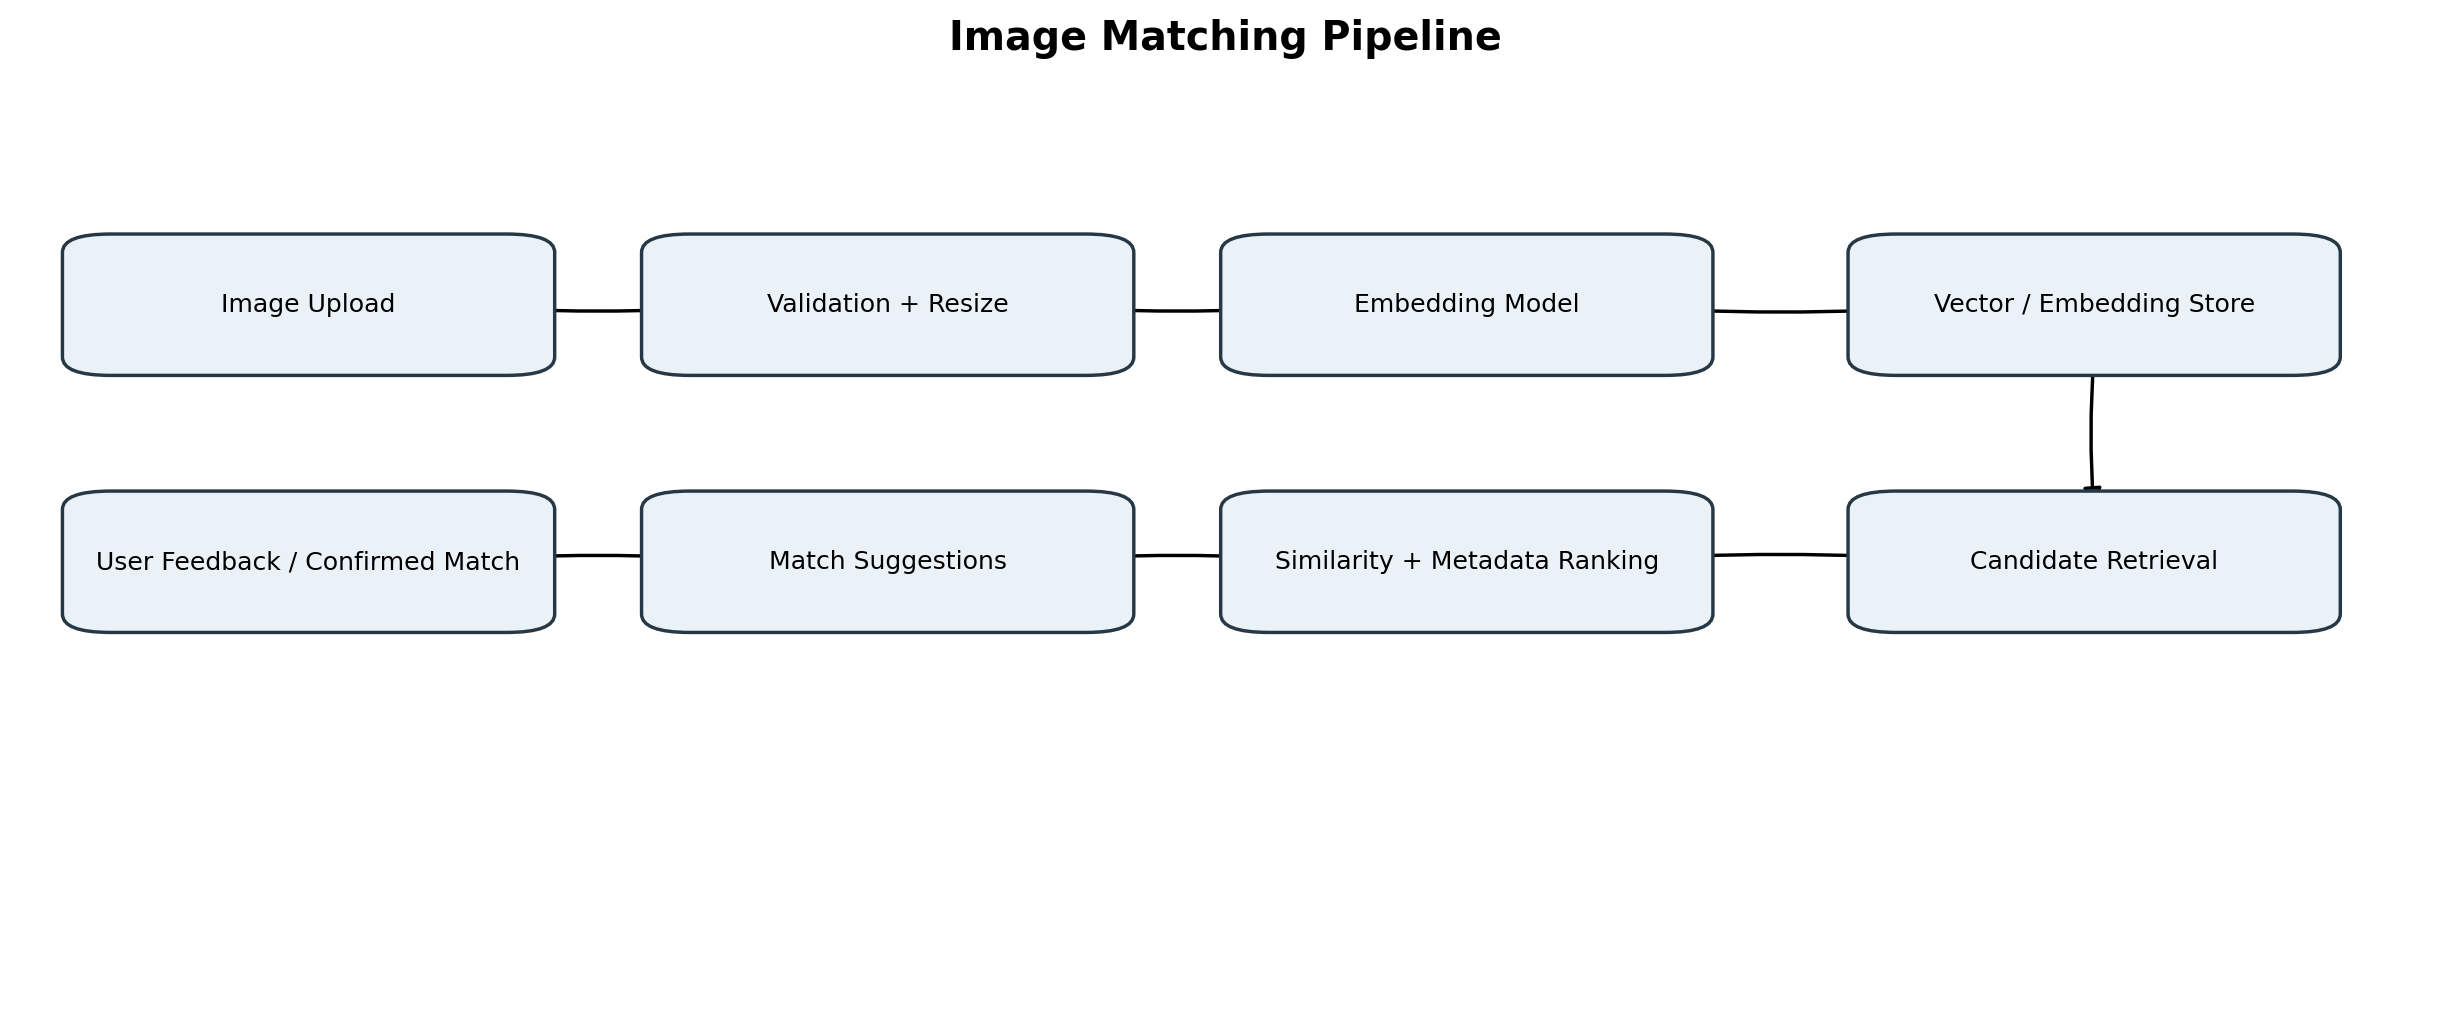 Image Matching Pipeline
Image Upload
Validation + Resize
Embedding Model
Vector / Embedding Store
User Feedback / Confirmed Match
Match Suggestions
Similarity + Metadata Ranking
Candidate Retrieval